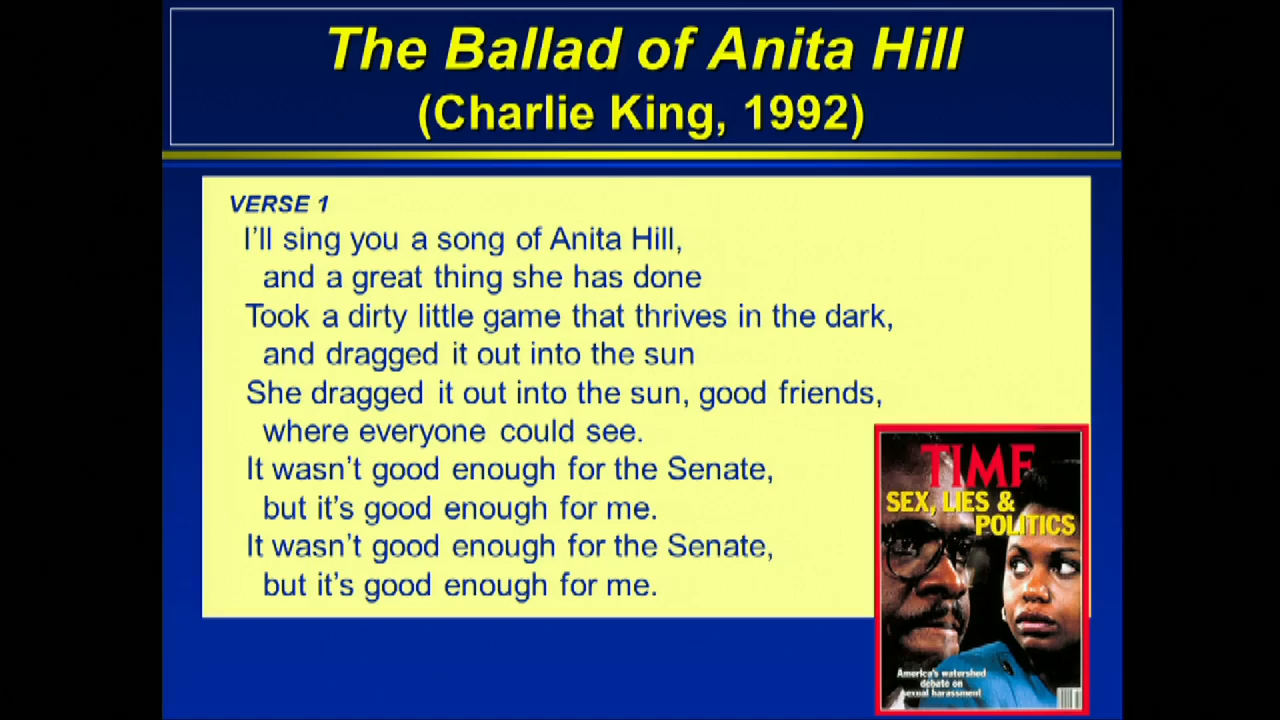 The Ballad of Anita Hill
(Charlie King, 1992)
VERSE 1
I'll sing you a song of Anita Hill,
and a great thing she has done
Took a dirty little game that thrives in the dark,
and dragged it out into the sun
She dragged it out into the sun, good friends,
where everyone could see.
It wasn't good enough for the Senate,
but it's good enough for me.
It wasn't good enough for the Senate,
but it's good enough for me.
TIME
SEX, LIES &
POLITICS
America's watershed
debate on
sexual harassment